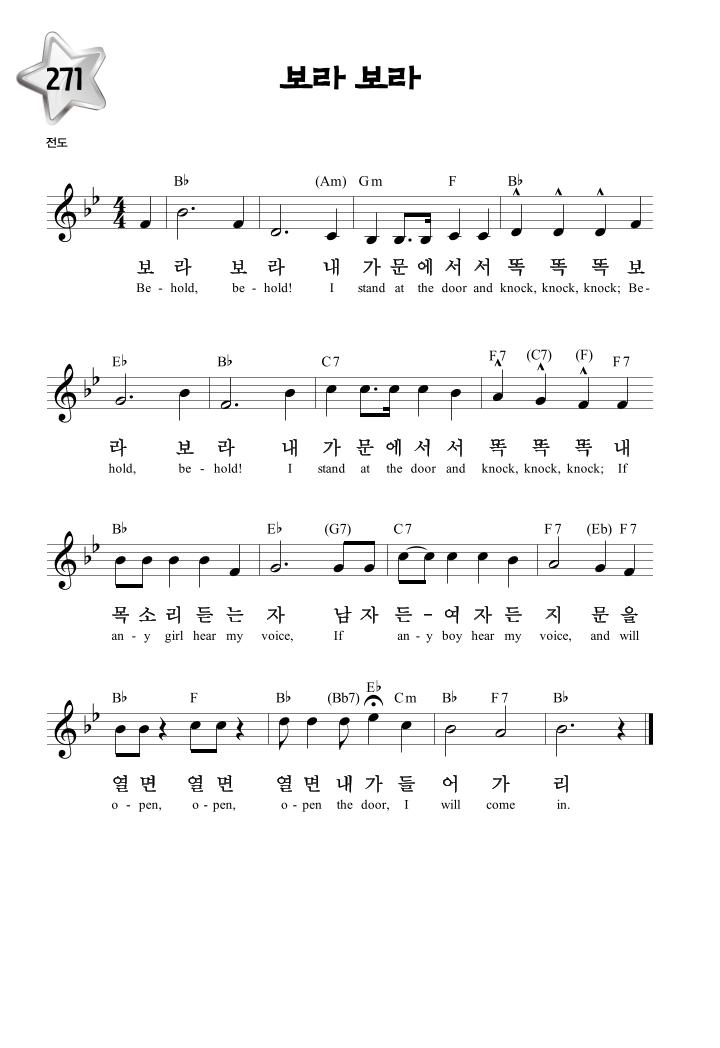 271
보라 보라
전도
B♭ (Am) Gm F B♭
보 라 보 라 내 가 문 에 서 서 똑 똑 똑 보
Be - hold, be - hold! I stand at the door and knock, knock, knock; Be -
E♭ B♭ C7 F7 (C7) (F) F7
라 보 라 내 가 문 에 서 서 똑 똑 똑 내
hold, be - hold! I stand at the door and knock, knock, knock; If
B♭ E♭ (G7) C7 F7 (Eb) F7
목 소 리 듣 는 자 남 자 든 - 여 자 든 지 문 을
an - y girl hear my voice, If an - y boy hear my voice, and will
B♭ F B♭ (Bb7) E♭ Cm B♭ F7 B♭
열 면 열 면 열 면 내 가 들 어 가 리
o - pen, o - pen, o - pen the door, I will come in.